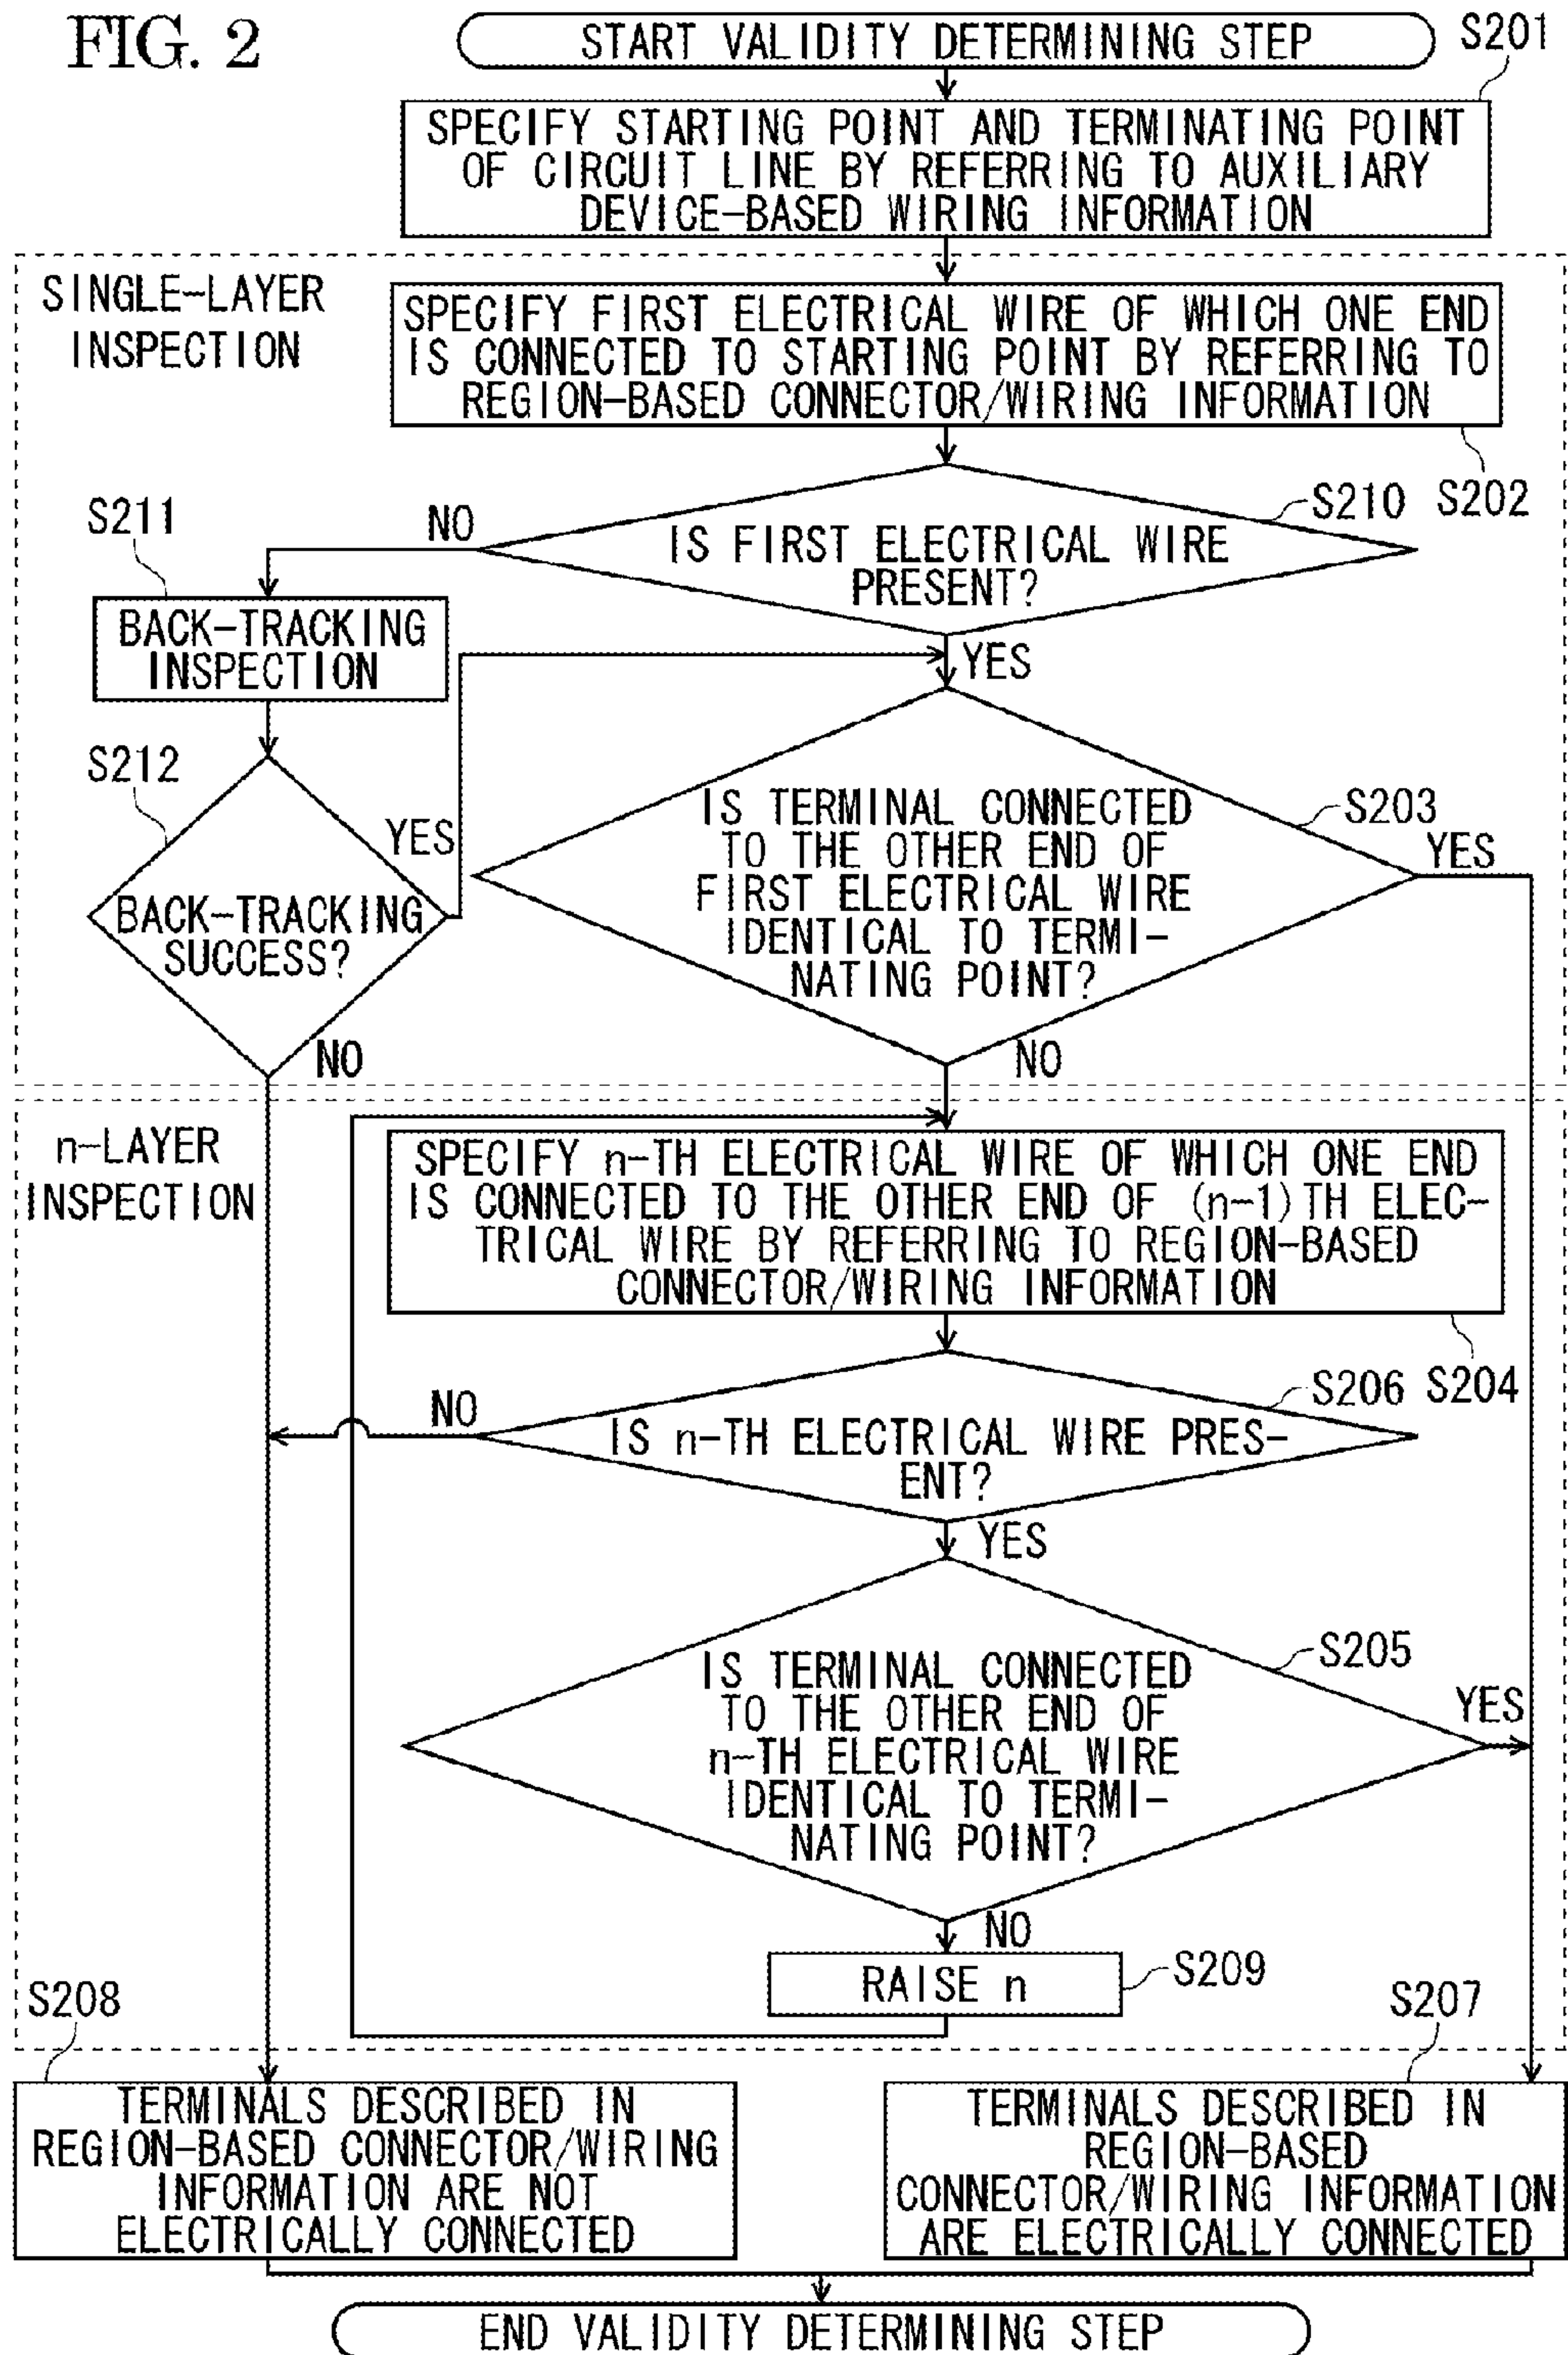 FIG. 2
START VALIDITY DETERMINING STEP
S201
SPECIFY STARTING POINT AND TERMINATING POINT
OF CIRCUIT LINE BY REFERRING TO AUXILIARY
DEVICE-BASED WIRING INFORMATION
SINGLE-LAYER
INSPECTION
SPECIFY FIRST ELECTRICAL WIRE OF WHICH ONE END
IS CONNECTED TO STARTING POINT BY REFERRING TO
REGION-BASED CONNECTOR/WIRING INFORMATION
S202
S210
IS FIRST ELECTRICAL WIRE
PRESENT?
NO
YES
S211
BACK-TRACKING
INSPECTION
S212
BACK-TRACKING
SUCCESS?
YES
NO
S203
IS TERMINAL CONNECTED
TO THE OTHER END OF
FIRST ELECTRICAL WIRE
IDENTICAL TO TERMI-
NATING POINT?
YES
NO
n-LAYER
INSPECTION
SPECIFY n-TH ELECTRICAL WIRE OF WHICH ONE END
IS CONNECTED TO THE OTHER END OF (n-1)TH ELEC-
TRICAL WIRE BY REFERRING TO REGION-BASED
CONNECTOR/WIRING INFORMATION
S204
S206
IS n-TH ELECTRICAL WIRE PRES-
ENT?
NO
YES
S205
IS TERMINAL CONNECTED
TO THE OTHER END OF
n-TH ELECTRICAL WIRE
IDENTICAL TO TERMI-
NATING POINT?
YES
NO
RAISE n
S209
S208
TERMINALS DESCRIBED IN
REGION-BASED CONNECTOR/WIRING
INFORMATION ARE NOT
ELECTRICALLY CONNECTED
S207
TERMINALS DESCRIBED IN
REGION-BASED
CONNECTOR/WIRING INFORMATION
ARE ELECTRICALLY CONNECTED
END VALIDITY DETERMINING STEP